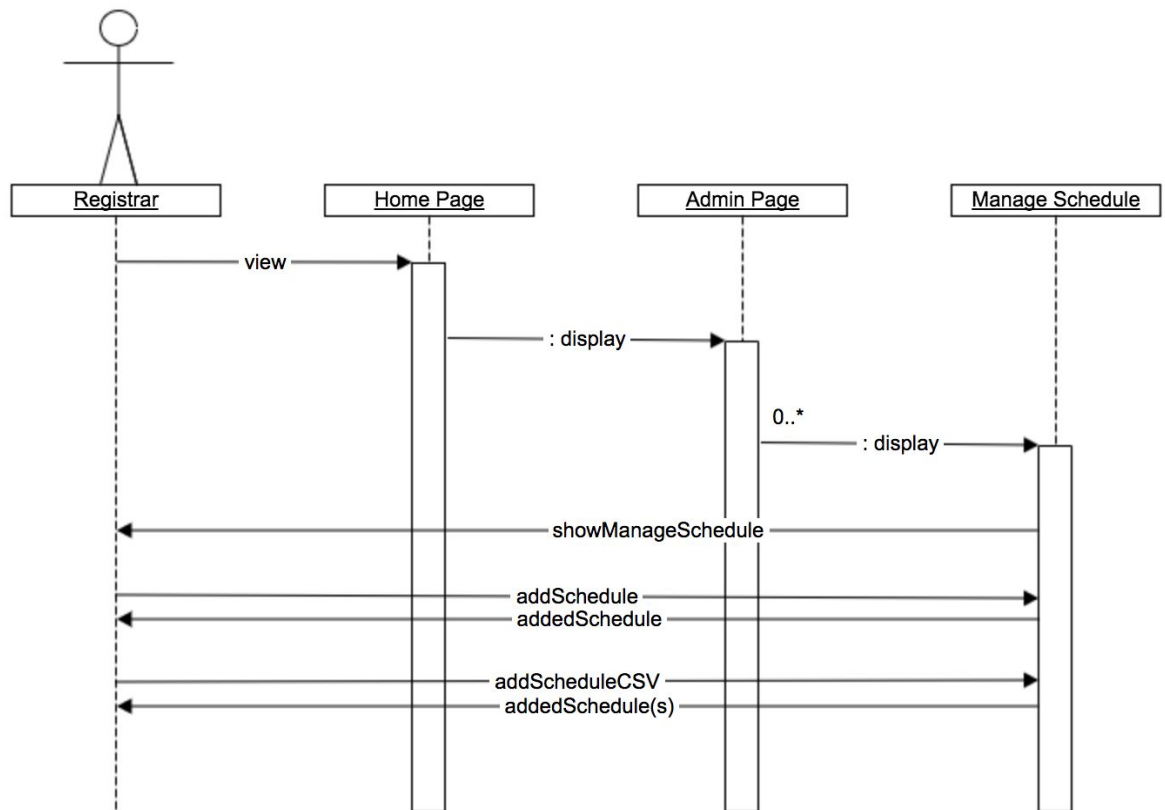 Registrar
Home Page
Admin Page
Manage Schedule
view
: display
0..*
: display
showManageSchedule
addSchedule
addedSchedule
addScheduleCSV
addedSchedule(s)